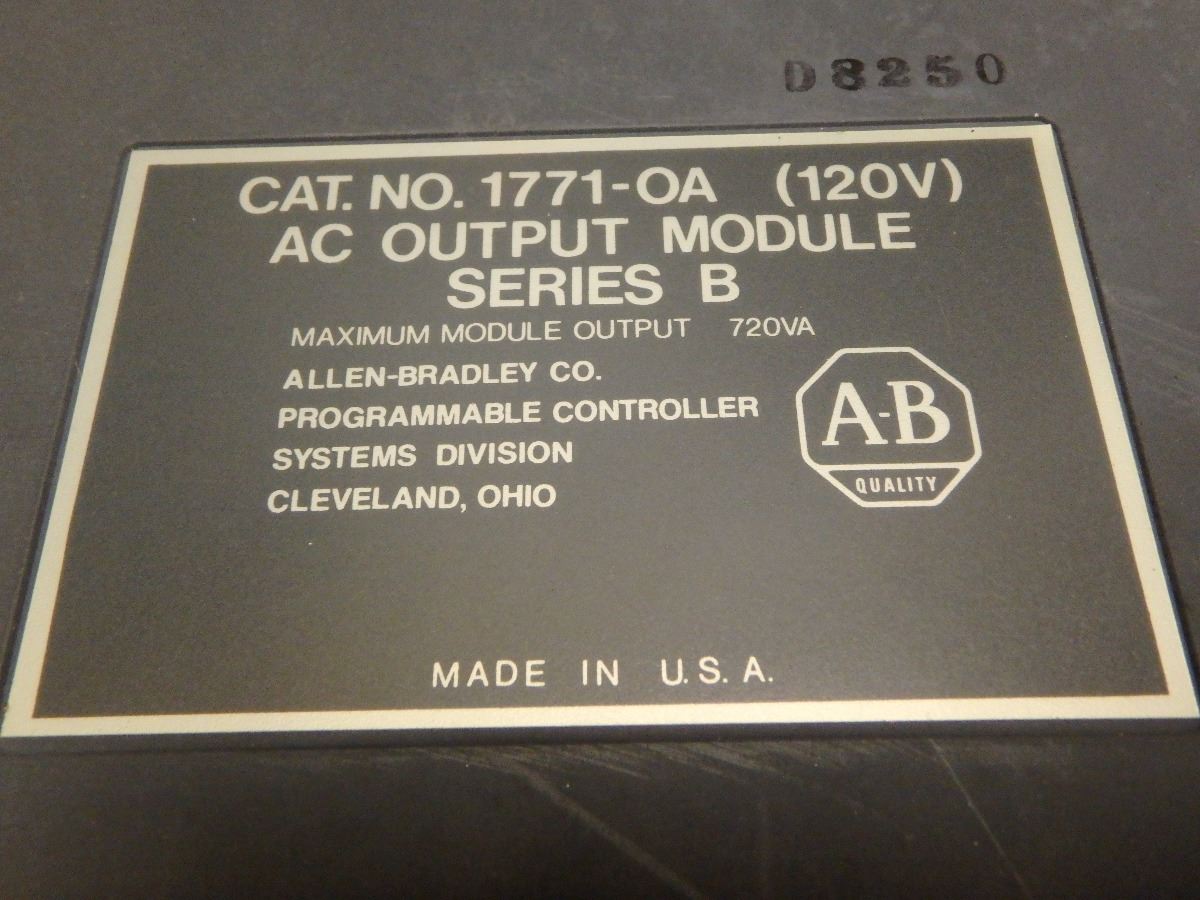 D8250
CAT. NO. 1771-OA (120V)
AC OUTPUT MODULE
SERIES B
MAXIMUM MODULE OUTPUT 720VA
ALLEN-BRADLEY CO.
PROGRAMMABLE CONTROLLER
SYSTEMS DIVISION
CLEVELAND, OHIO
A-B
QUALITY
MADE IN U.S.A.